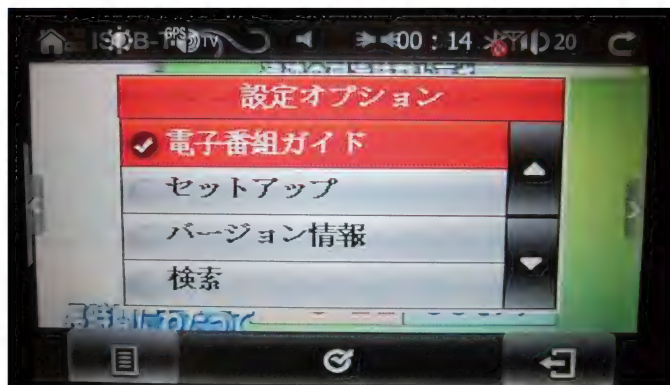 GPS
TV
00 : 14
20
設定オプション
電子番組ガイド
セットアップ
バージョン情報
検索